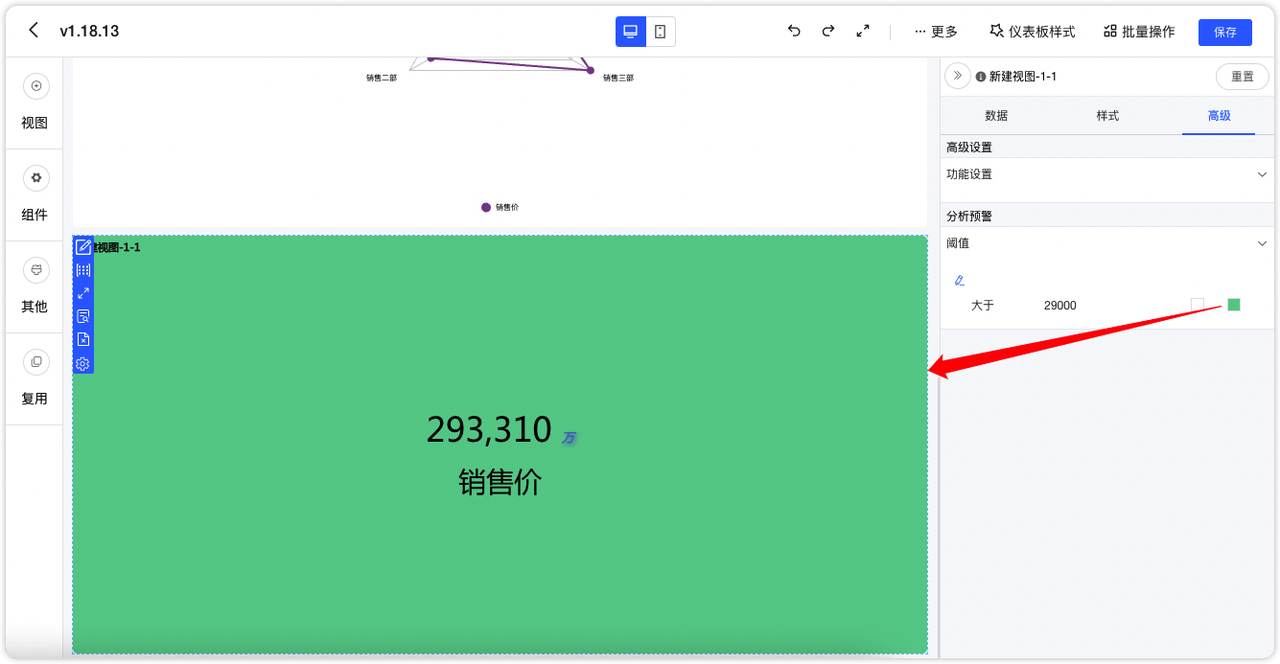 v1.18.13
更多
仪表板样式
批量操作
保存
视图
组件
其他
复用
销售二部
销售三部
销售价
建视图-1-1
293,310 万
销售价
新建视图-1-1
重置
数据
样式
高级
高级设置
功能设置
分析预警
阈值
大于
29000